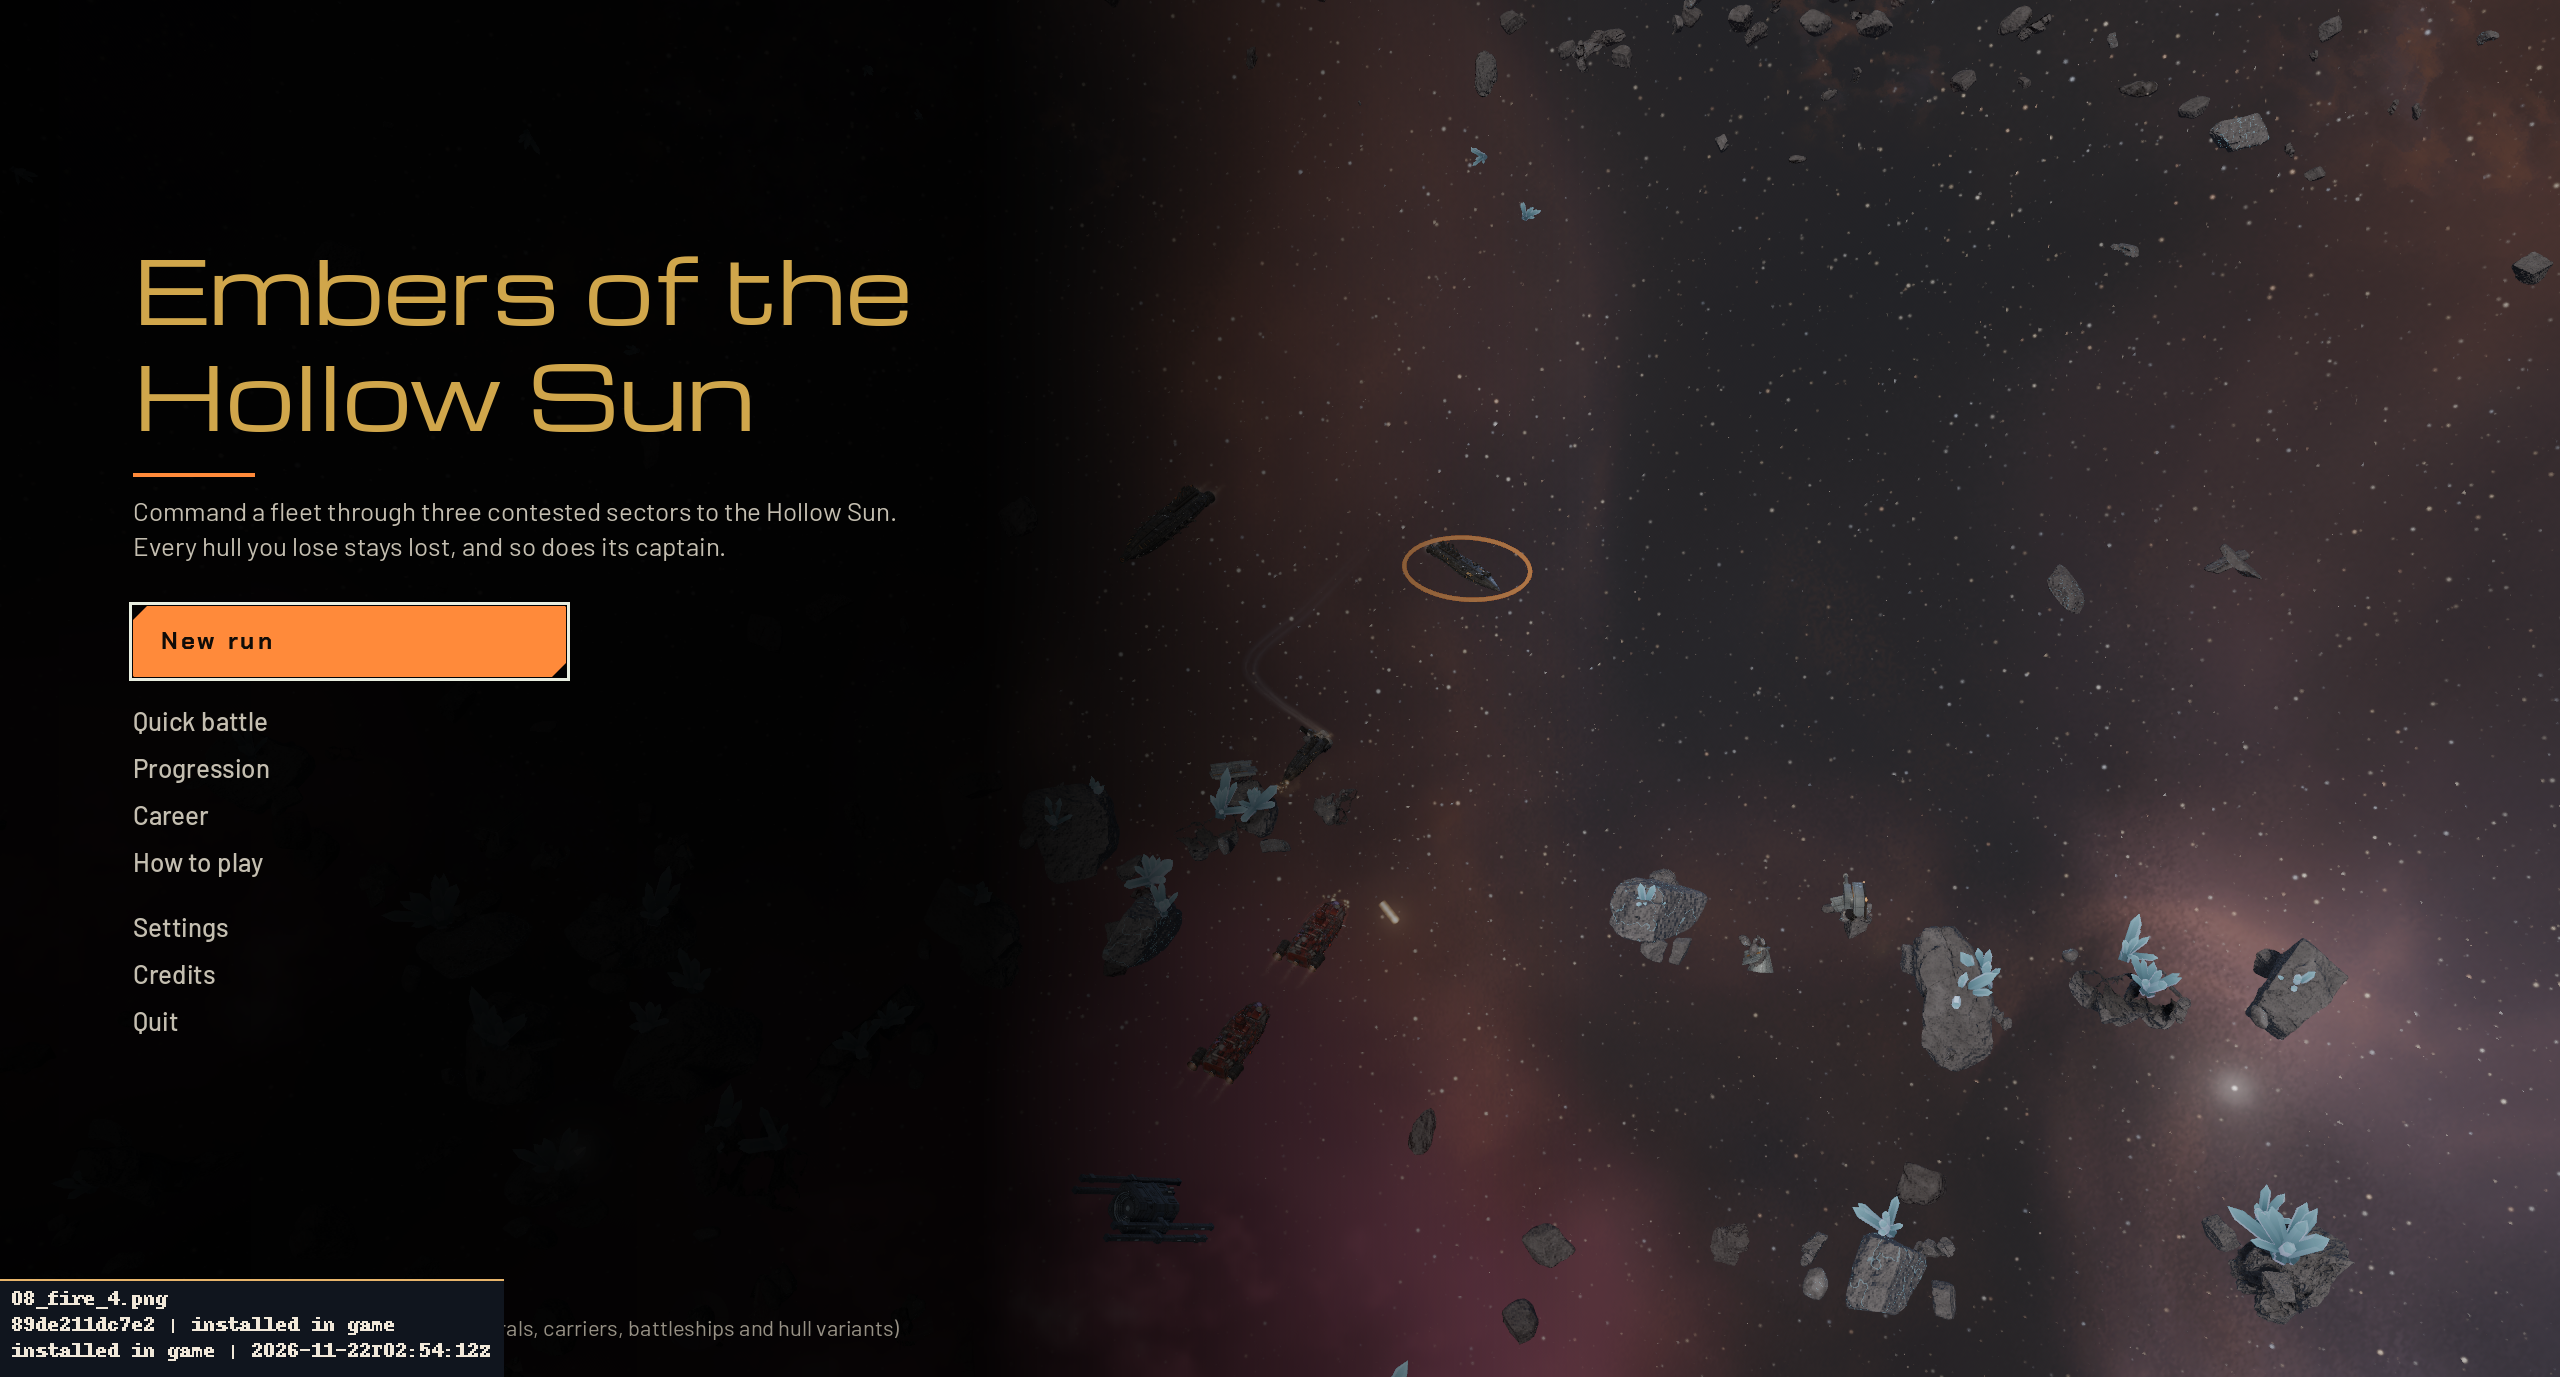 Embers of the
Hollow Sun
Command a fleet through three contested sectors to the Hollow Sun.
Every hull you lose stays lost, and so does its captain.
New run
Quick battle
Progression
Career
How to play
Settings
Credits
Quit
carriers, battleships and hull variants)
08_fire_4.png
89de211dc7e2 | installed in game
installed in game | 2026-11-22T02:54:12Z